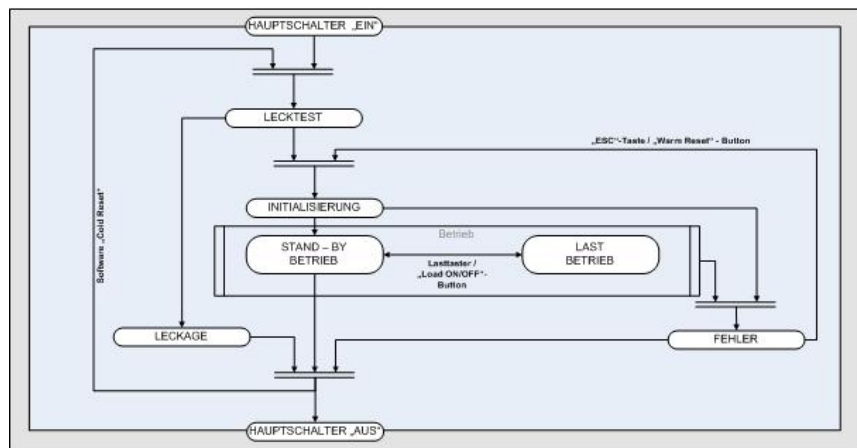 HAUPTSCHALTER „EIN“
LECKTEST
„ESC“-Taste / „Warm Reset“ - Button
INITIALISIERUNG
Software „Cold Reset“
Betrieb
STAND – BY
BETRIEB
Lasttaster /
„Load ON/OFF“-
Button
LAST
BETRIEB
LECKAGE
FEHLER
HAUPTSCHALTER „AUS“